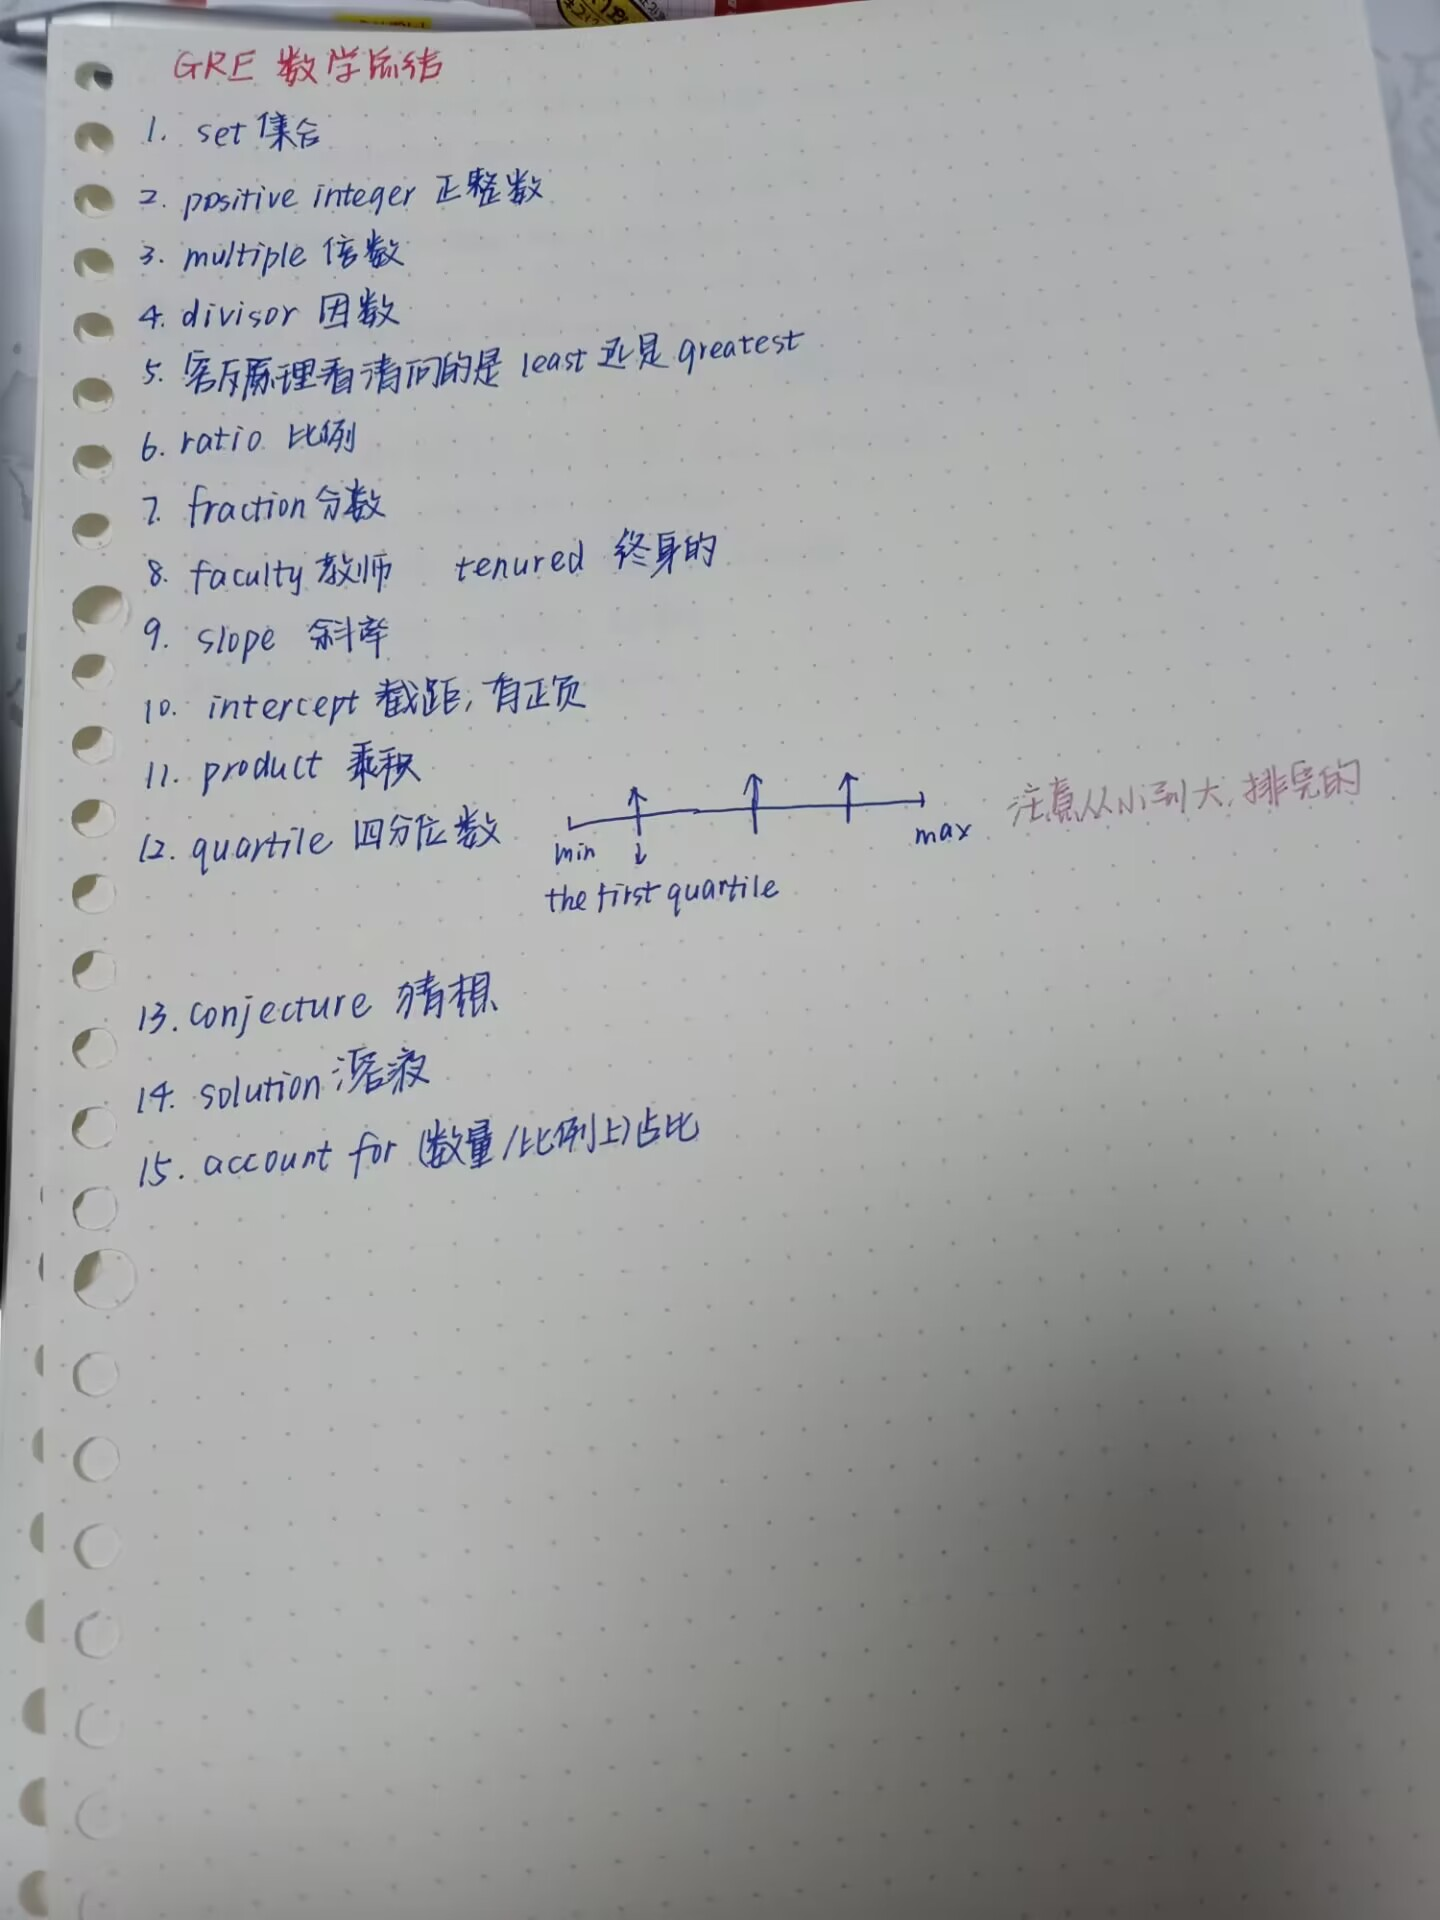 GRE 数学总结
1. set 集合
2. positive integer 正整数
3. multiple 倍数
4. divisor 因数
5. 容斥原理看清问的是 least 还是 greatest
6. ratio 比例
7. fraction 分数
8. faculty 教师 tenured 终身的
9. slope 斜率
10. intercept 截距,有正负
11. product 乘积
12. quartile 四分位数
min max 注意从小到大,排完的
the first quartile
13. conjecture 猜想
14. solution 溶液
15. account for (数量/比例上)占比